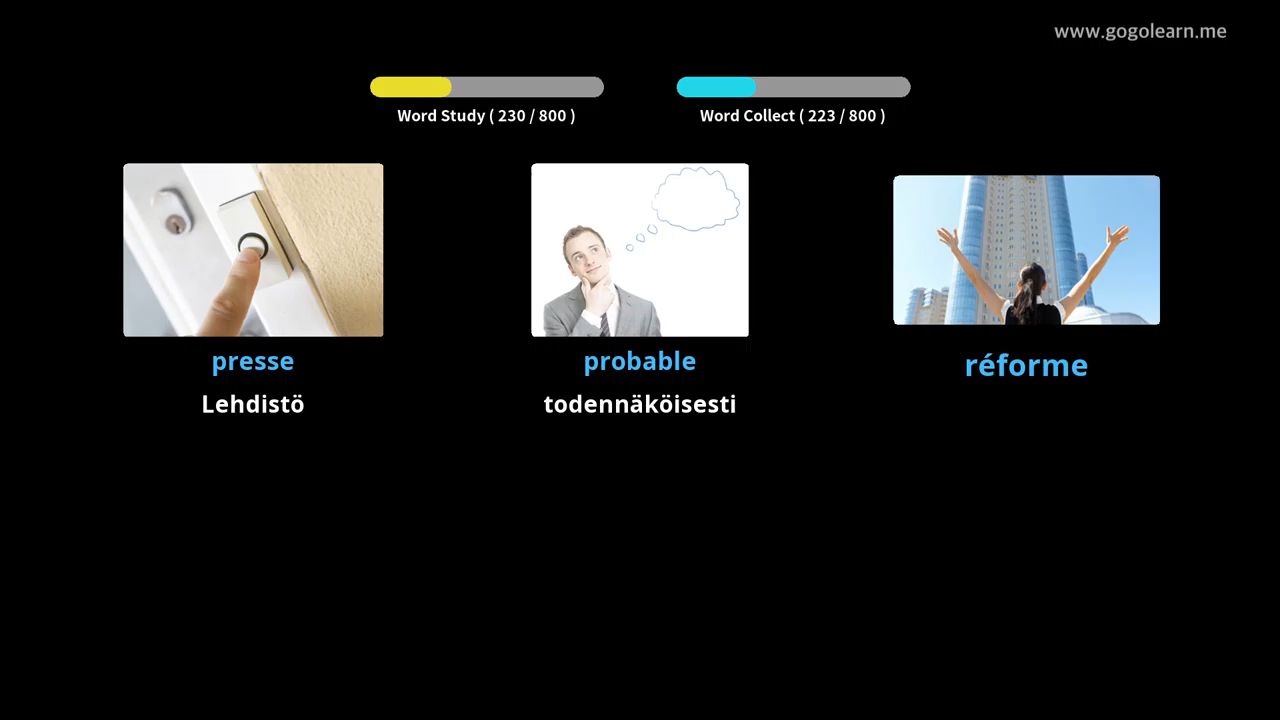 www.gogolearn.me
Word Study ( 230 / 800 )
Word Collect ( 223 / 800 )
presse
probable
réforme
Lehdistö
todennäköisesti